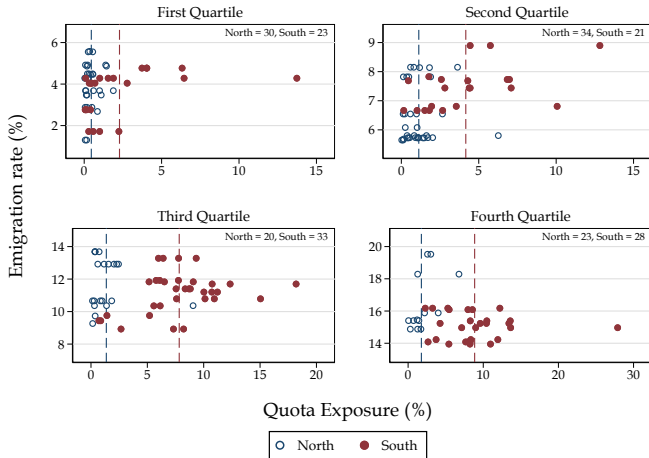 First Quartile
North = 30, South = 23
6
4
2
0
5
10
15
Second Quartile
North = 34, South = 21
9
8
7
6
0
5
10
15
Emigration rate (%)
Third Quartile
North = 20, South = 33
14
12
10
8
0
5
10
15
20
Fourth Quartile
North = 23, South = 28
20
18
16
14
0
10
20
30
Quota Exposure (%)
North South